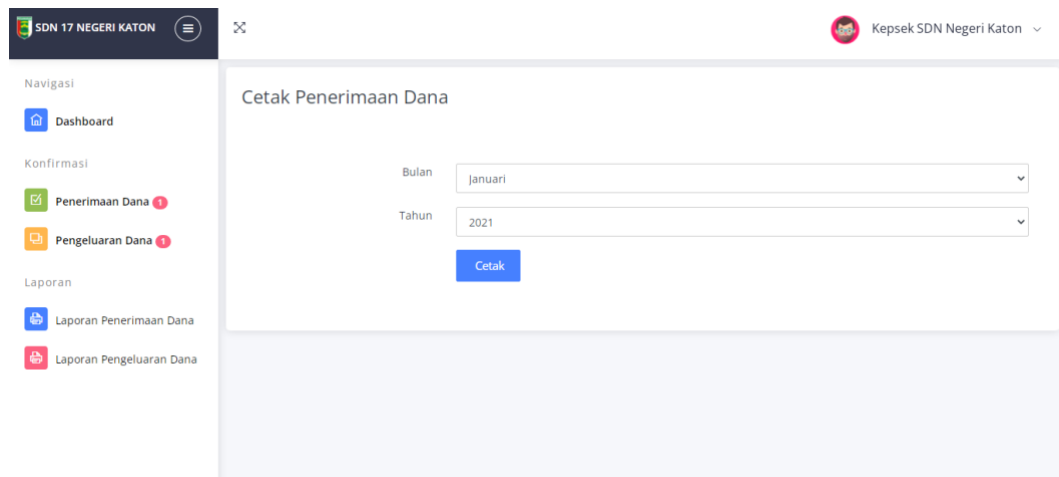 SDN 17 NEGERI KATON
Kepsek SDN Negeri Katon
Navigasi
Dashboard
Konfirmasi
Penerimaan Dana 1
Pengeluaran Dana 1
Laporan
Laporan Penerimaan Dana
Laporan Pengeluaran Dana
Cetak Penerimaan Dana
Bulan
Januari
Tahun
2021
Cetak